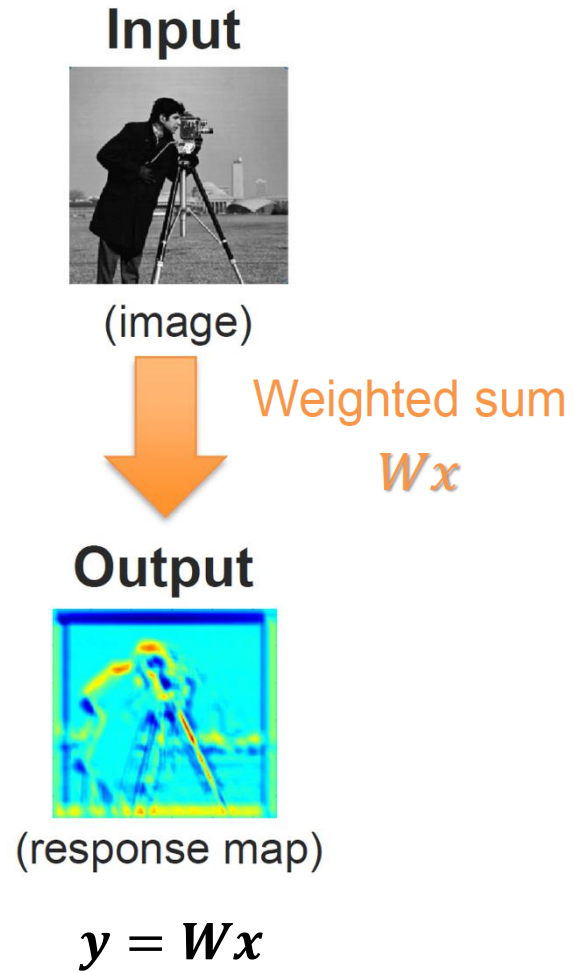 Input
(image)
Weighted sum
Wx
Output
(response map)
y = Wx